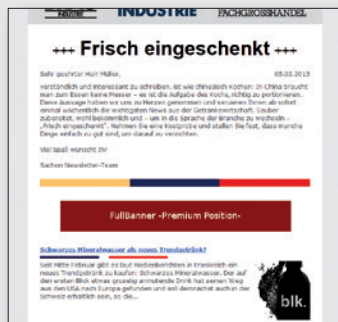 INDUSTRIE INDUSTRIE FACHGROSSHANDEL
+++ Frisch eingeschenkt +++
Sehr geehrter Herr Müller, 05.03.2015
verständlich und interessant zu schreiben, ist wie chinesisch kochen: In China braucht
man zum Essen keine Messer – es ist die Aufgabe des Kochs, richtig zu portionieren.
Diese Aussage haben wir uns zu Herzen genommen und servieren Ihnen ab sofort
einmal wöchentlich die wichtigsten News aus der Getränkewirtschaft. Sauber
zubereitet, wohl bekömmlich und – um in die Sprache der Branche zu wechseln –
„Frisch eingeschenkt“. Nehmen Sie eine Kostprobe und stellen Sie fest, dass manche
Dinge einfach zu gut sind, um darauf zu verzichten.
Viel Spaß wünscht Ihr
Sachon Newsletter-Team
FullBanner -Premium Position-
Schwarzes Mineralwasser als neues Trendgetränk?
Seit Mitte Februar gibt es laut Medienberichten in Frankreich ein
neues Trendgetränk zu kaufen: Schwarzes Mineralwasser. Der auf
den ersten Blick etwas gruselig anmutende Drink hat seinen Weg
aus den USA nach Europa gefunden und soll demnächst auch in der
Schweiz erhältlich sein, so die...
blk.